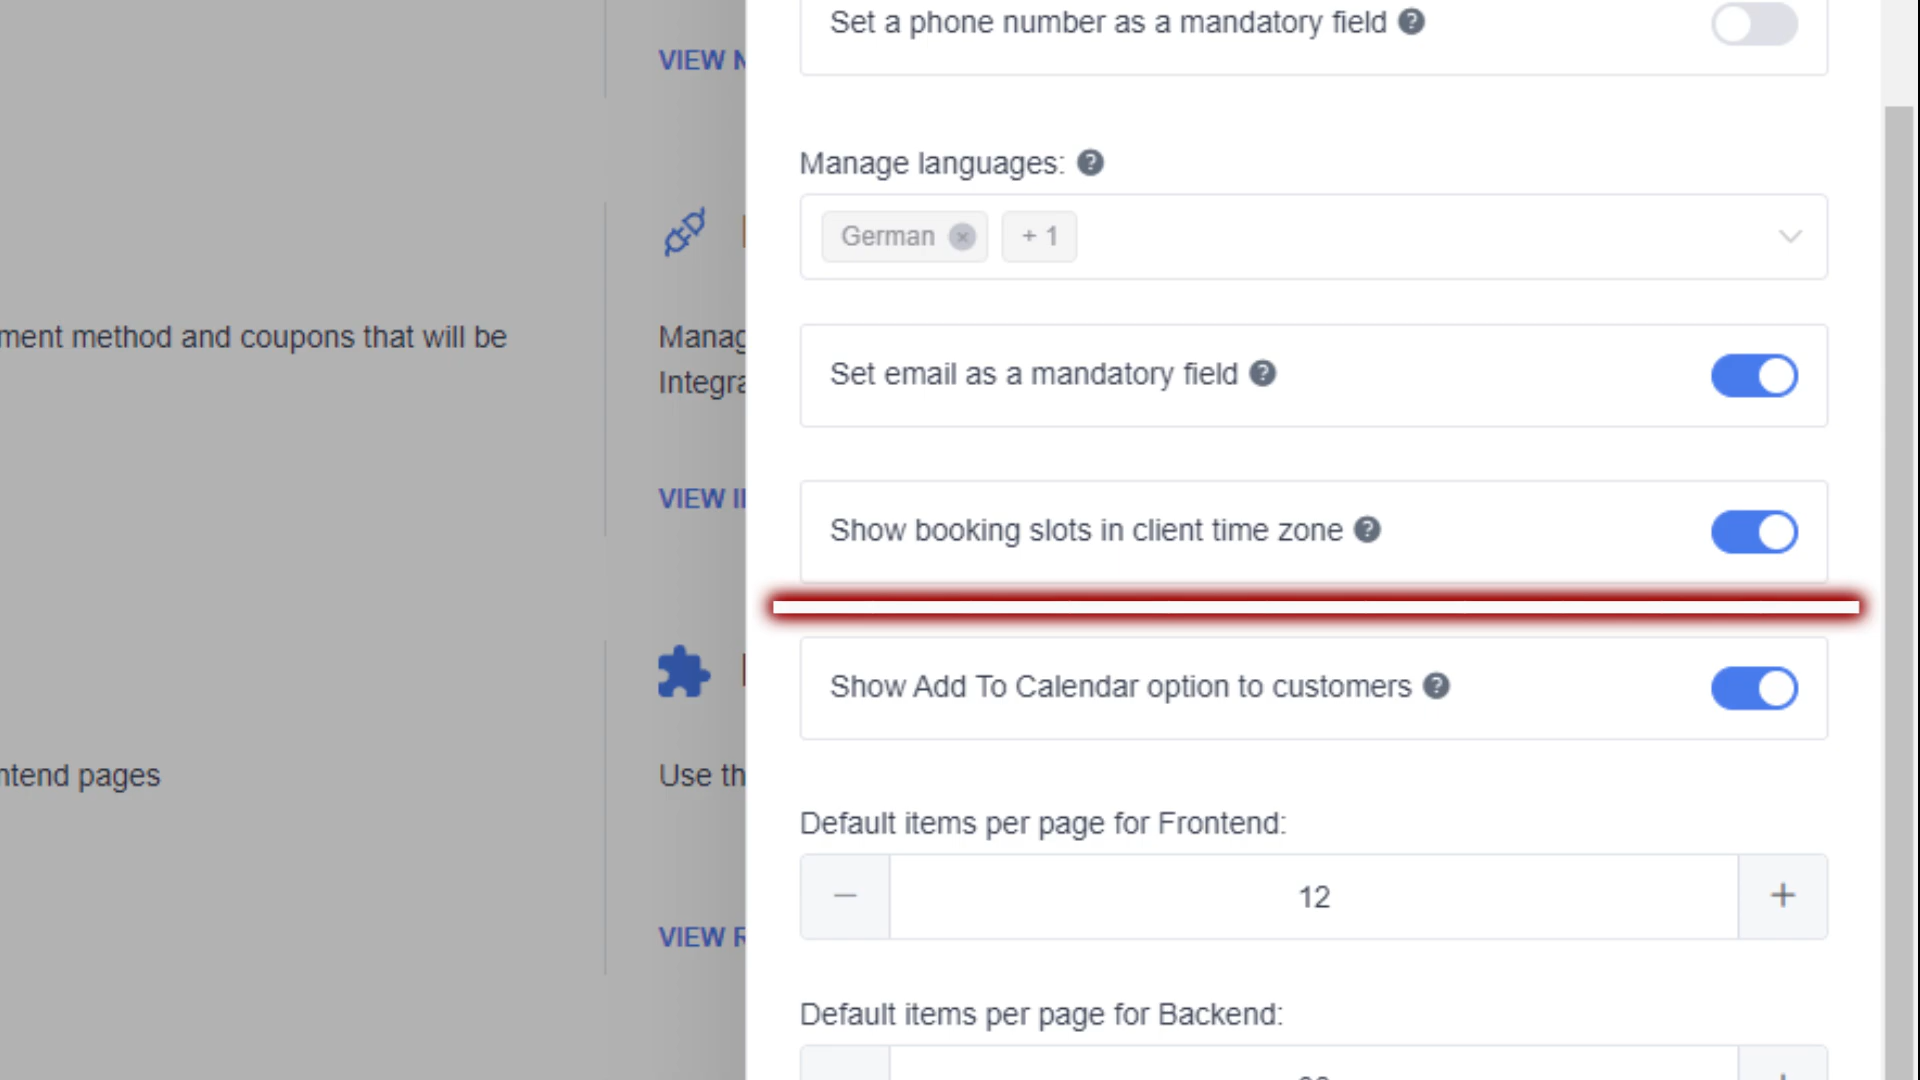 Set a phone number as a mandatory field
VIEW
Manage languages:
German
+ 1
ment method and coupons that will be
Set email as a mandatory field
VIEW
Show booking slots in client time zone
Show Add To Calendar option to customers
ntend pages
Use th
Default items per page for Frontend:
12
VIEW
Default items per page for Backend: